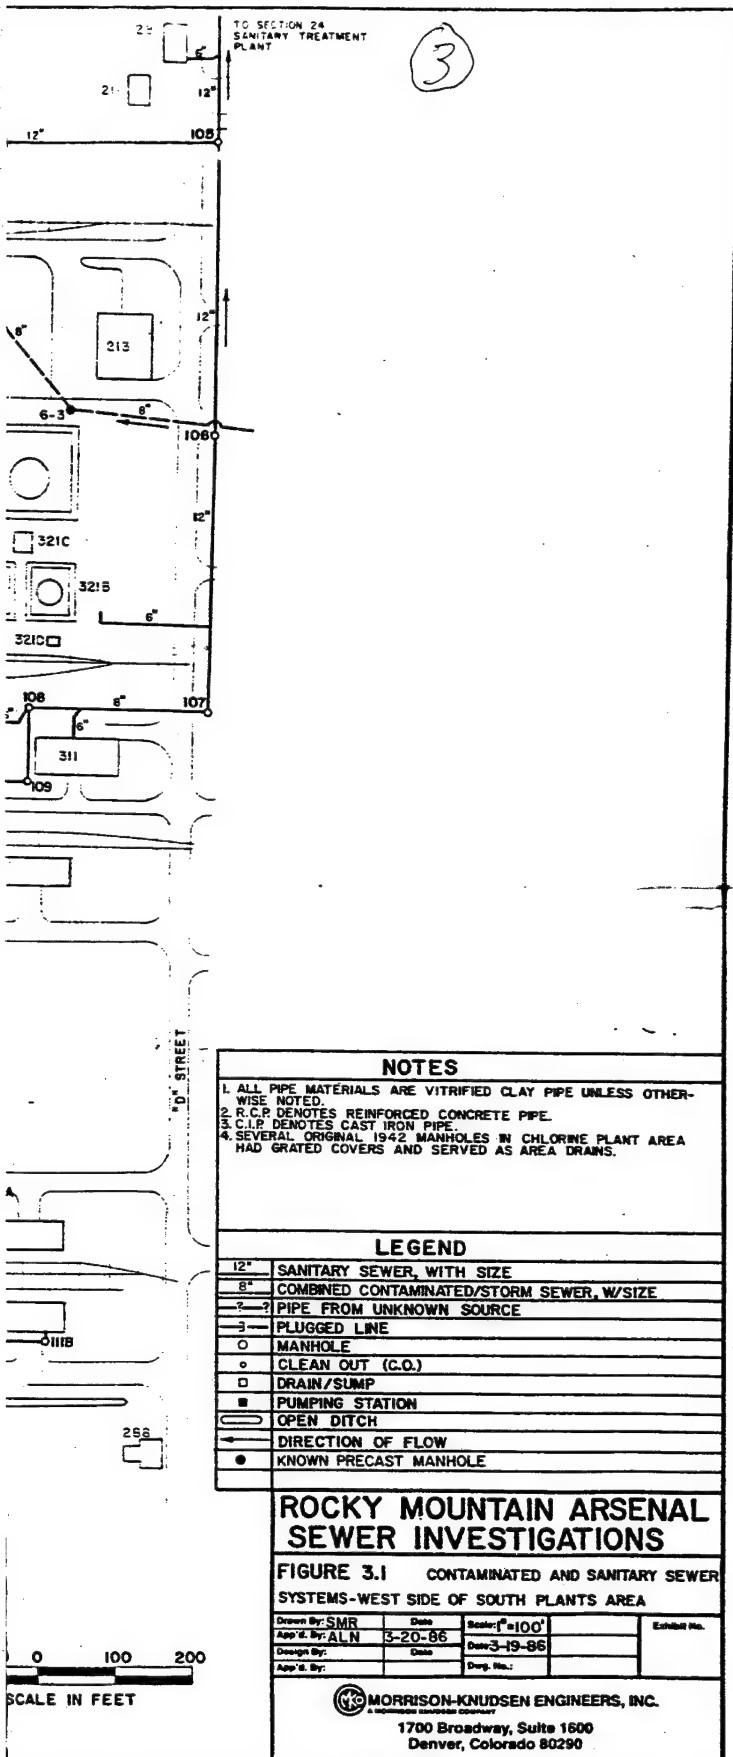 TO SECTION 24
SANITARY TREATMENT
PLANT
3
6"
12"
12"
105
12"
8"
213
6-3
8"
106
12"
321C
321B
6"
108
8"
107
6"
311
109
"D" STREET
NOTES
1. ALL PIPE MATERIALS ARE VITRIFIED CLAY PIPE UNLESS OTHER-
WISE NOTED.
2. R.C.P. DENOTES REINFORCED CONCRETE PIPE.
3. C.I.P. DENOTES CAST IRON PIPE.
4. SEVERAL ORIGINAL 1942 MANHOLES IN CHLORINE PLANT AREA
HAD GRATED COVERS AND SERVED AS AREA DRAINS.
LEGEND
12" SANITARY SEWER, WITH SIZE
8" COMBINED CONTAMINATED/STORM SEWER, W/SIZE
? ? PIPE FROM UNKNOWN SOURCE
PLUGGED LINE
MANHOLE
CLEAN OUT (C.O.)
DRAIN/SUMP
PUMPING STATION
OPEN DITCH
DIRECTION OF FLOW
KNOWN PRECAST MANHOLE
111B
ROCKY MOUNTAIN ARSENAL
SEWER INVESTIGATIONS
FIGURE 3.1 CONTAMINATED AND SANITARY SEWER
SYSTEMS-WEST SIDE OF SOUTH PLANTS AREA
Drawn By: SMR Date Scale: 1"=100' Exhibit No.
App'd. By: ALN 3-20-86 Date 3-19-86
Design By: Date
App'd. By: Dwg. No.:
0 100 200
SCALE IN FEET
MKO MORRISON-KNUDSEN ENGINEERS, INC.
A MORRISON KNUDSEN COMPANY
1700 Broadway, Suite 1600
Denver, Colorado 80290